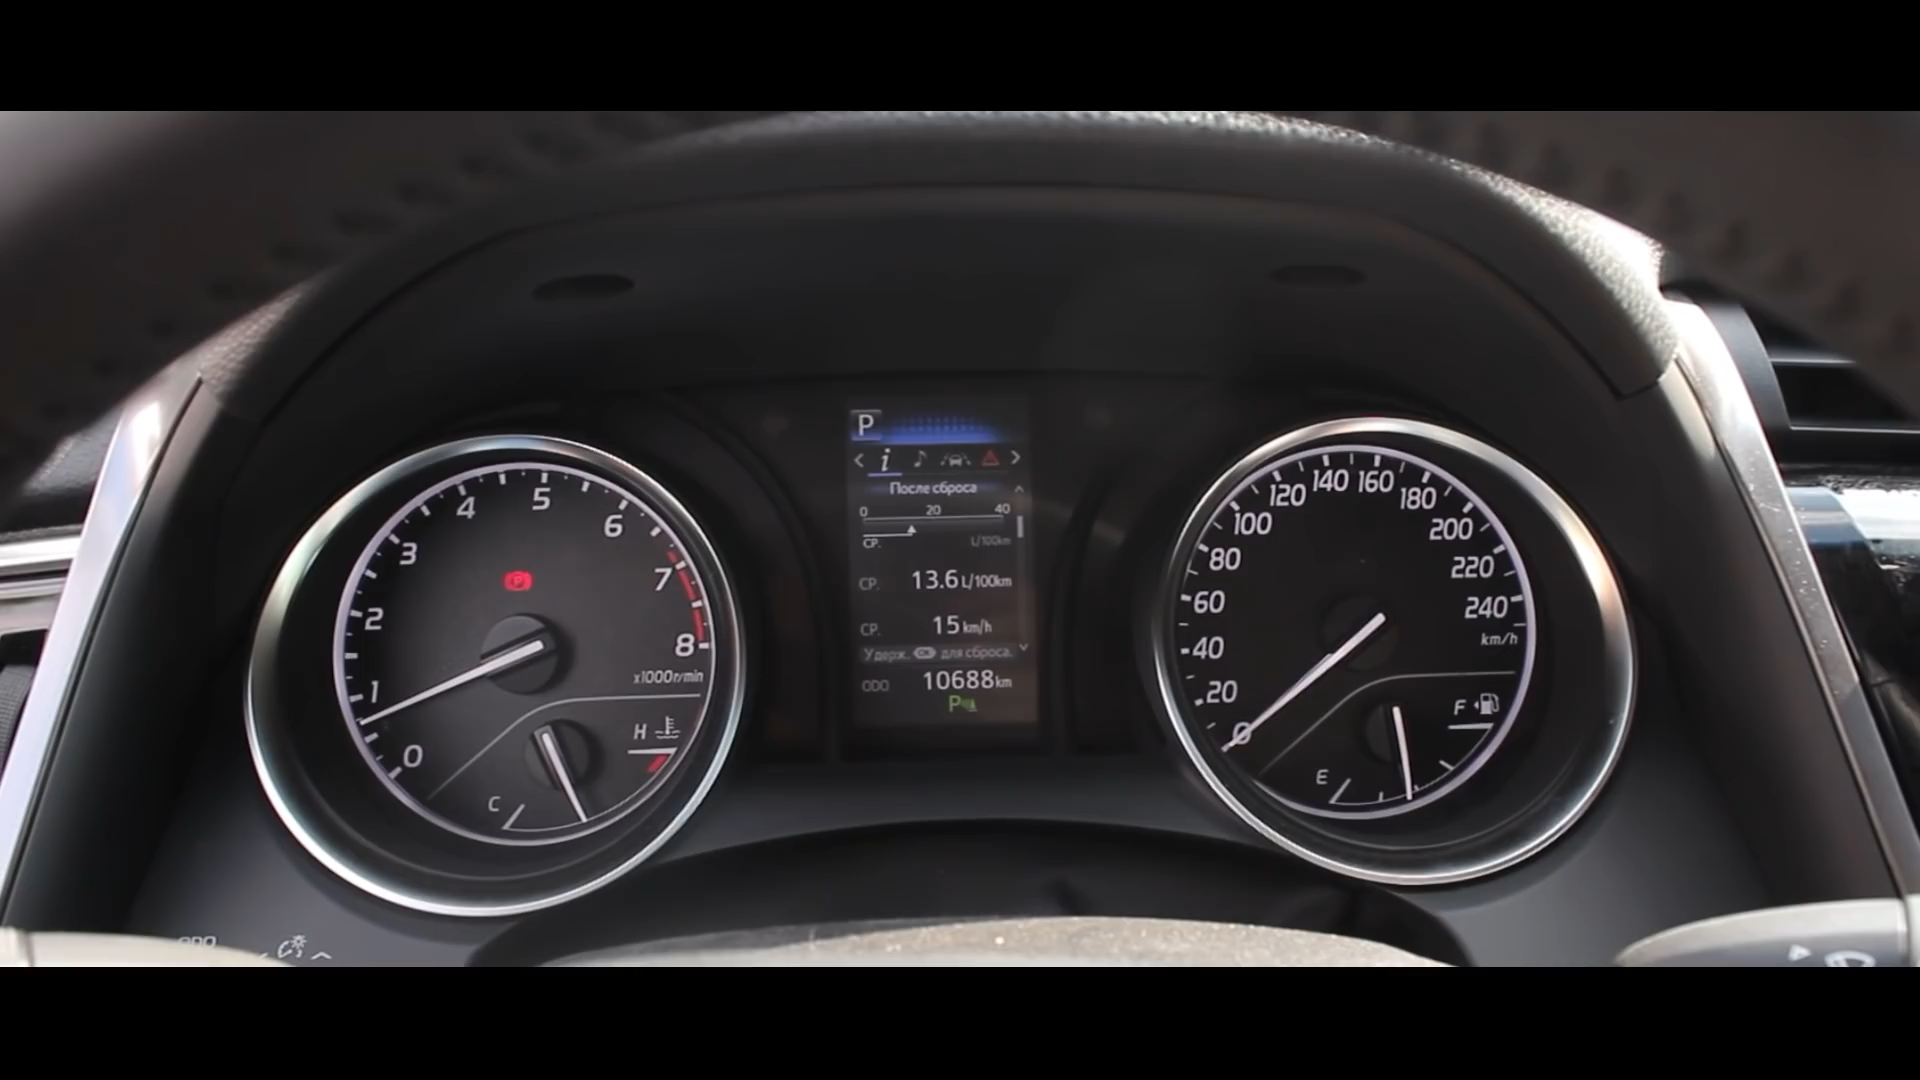 P
i
После сброса
0 20 40
СР. L/100km
СР. 13.6 L/100km
СР. 15 km/h
Удерж. для сброса.
ODO 10688 km
P
0
1
2
3
4
5
6
7
8
x1000r/min
P
H
C
0
20
40
60
80
100
120
140
160
180
200
220
240
km/h
F
E
ODO